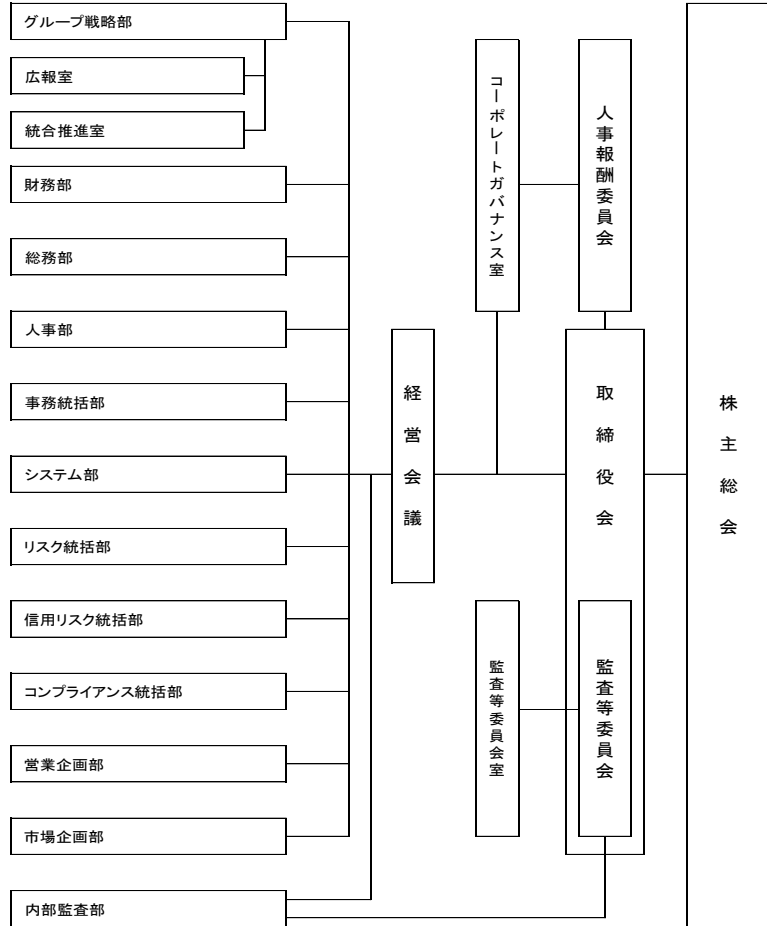 グループ戦略部
広報室
統合推進室
財務部
総務部
人事部
事務統括部
システム部
リスク統括部
信用リスク統括部
コンプライアンス統括部
営業企画部
市場企画部
内部監査部
経営会議
コーポレートガバナンス室
監査等委員会室
人事報酬委員会
取締役会
監査等委員会
株主総会